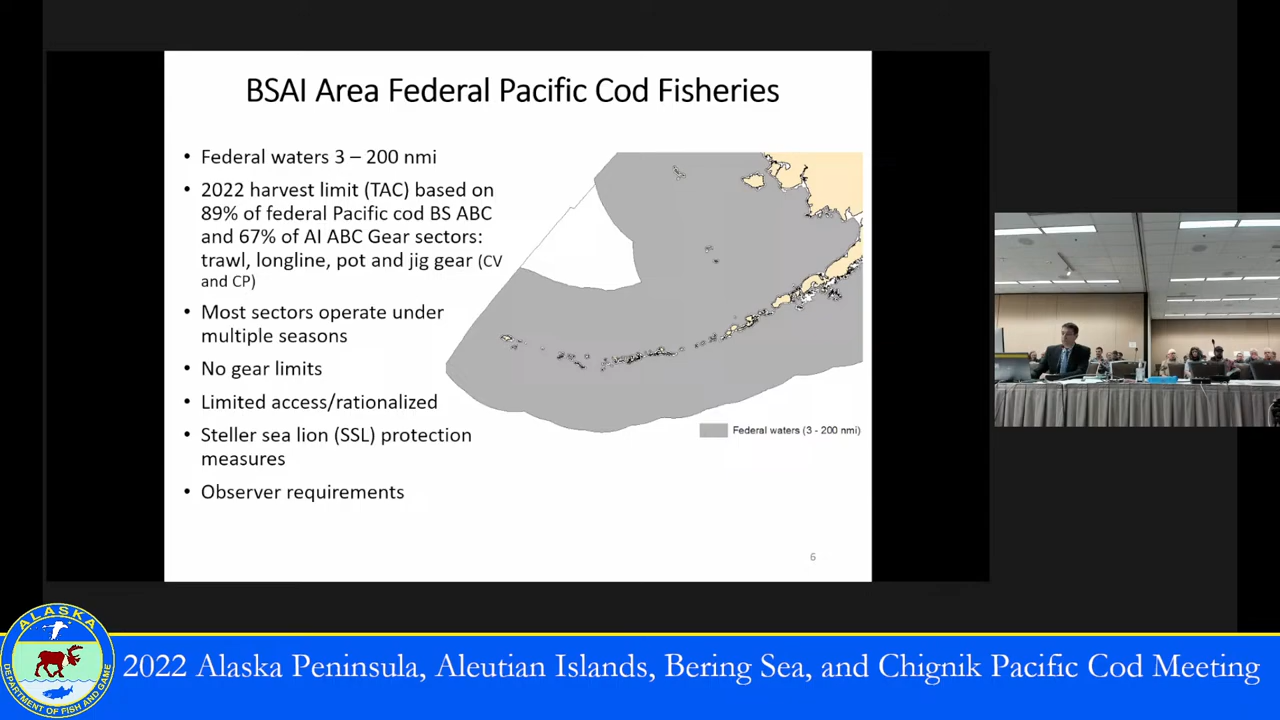 BSAI Area Federal Pacific Cod Fisheries
• Federal waters 3 – 200 nmi
• 2022 harvest limit (TAC) based on
89% of federal Pacific cod BS ABC
and 67% of AI ABC Gear sectors:
trawl, longline, pot and jig gear (CV
and CP)
• Most sectors operate under
multiple seasons
• No gear limits
• Limited access/rationalized
• Steller sea lion (SSL) protection
measures
• Observer requirements
Federal waters (3 - 200 nmi)
6
ALASKA
DEPARTMENT OF FISH AND GAME
2022 Alaska Peninsula, Aleutian Islands, Bering Sea, and Chignik Pacific Cod Meeting